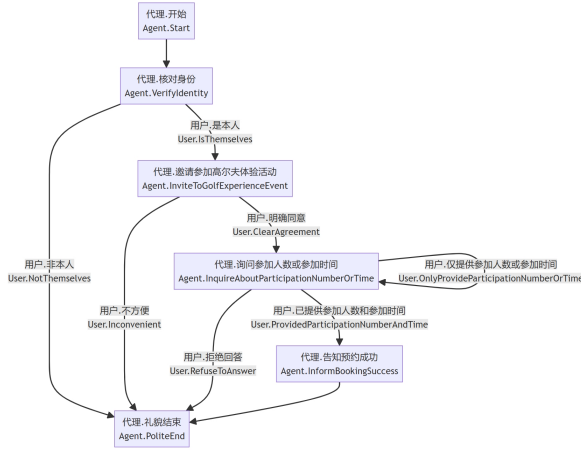 代理.开始
Agent.Start
代理.核对身份
Agent.VerifyIdentity
用户.是本人
User.IsThemselves
代理.邀请参加高尔夫体验活动
Agent.InviteToGolfExperienceEvent
用户.明确同意
User.ClearAgreement
用户.非本人
User.NotThemselves
代理.询问参加人数或参加时间
Agent.InquireAboutParticipationNumberOrTime
用户.仅提供参加人数或参加时间
User.OnlyProvideParticipationNumberOrTime
用户.不方便
User.Inconvenient
用户.已提供参加人数和参加时间
User.ProvidedParticipationNumberAndTime
用户.拒绝回答
User.RefuseToAnswer
代理.告知预约成功
Agent.InformBookingSuccess
代理.礼貌结束
Agent.PoliteEnd